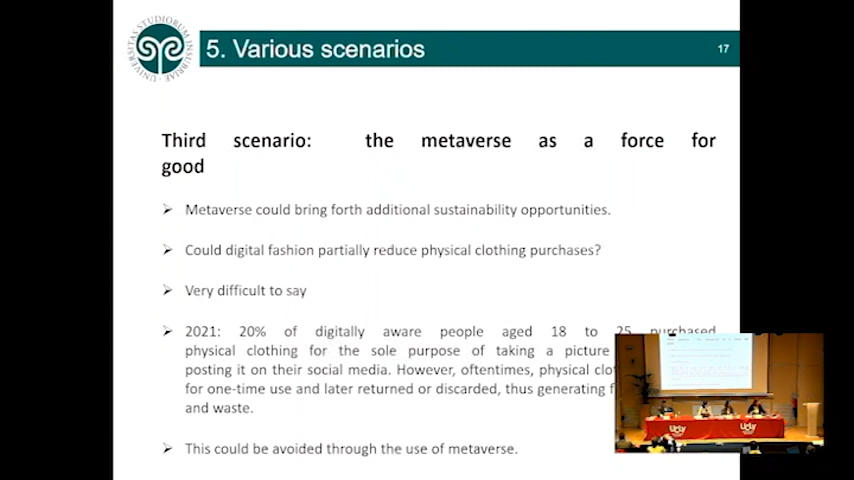 UNIVERSITAS STUDIORUM INSUBRIAE
5. Various scenarios
17
Third scenario: the metaverse as a force for
good
➢ Metaverse could bring forth additional sustainability opportunities.
➢ Could digital fashion partially reduce physical clothing purchases?
➢ Very difficult to say
➢ 2021: 20% of digitally aware people aged 18 to 25 purchased
physical clothing for the sole purpose of taking a picture
posting it on their social media. However, oftentimes, physical
for one-time use and later returned or discarded, thus generating
and waste.
➢ This could be avoided through the use of metaverse.